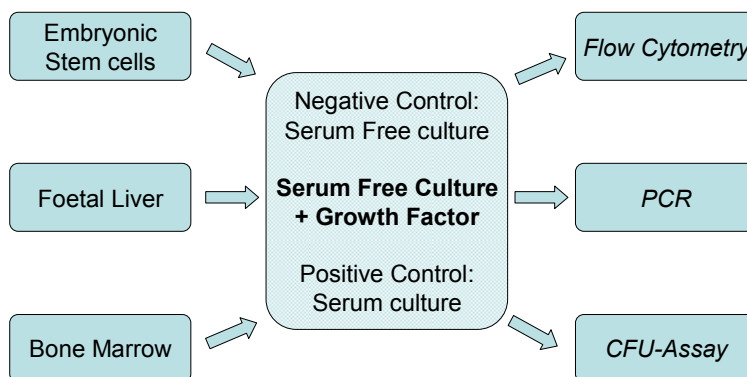 Embryonic
Stem cells
Foetal Liver
Bone Marrow
Negative Control:
Serum Free culture
Serum Free Culture
+ Growth Factor
Positive Control:
Serum culture
Flow Cytometry
PCR
CFU-Assay